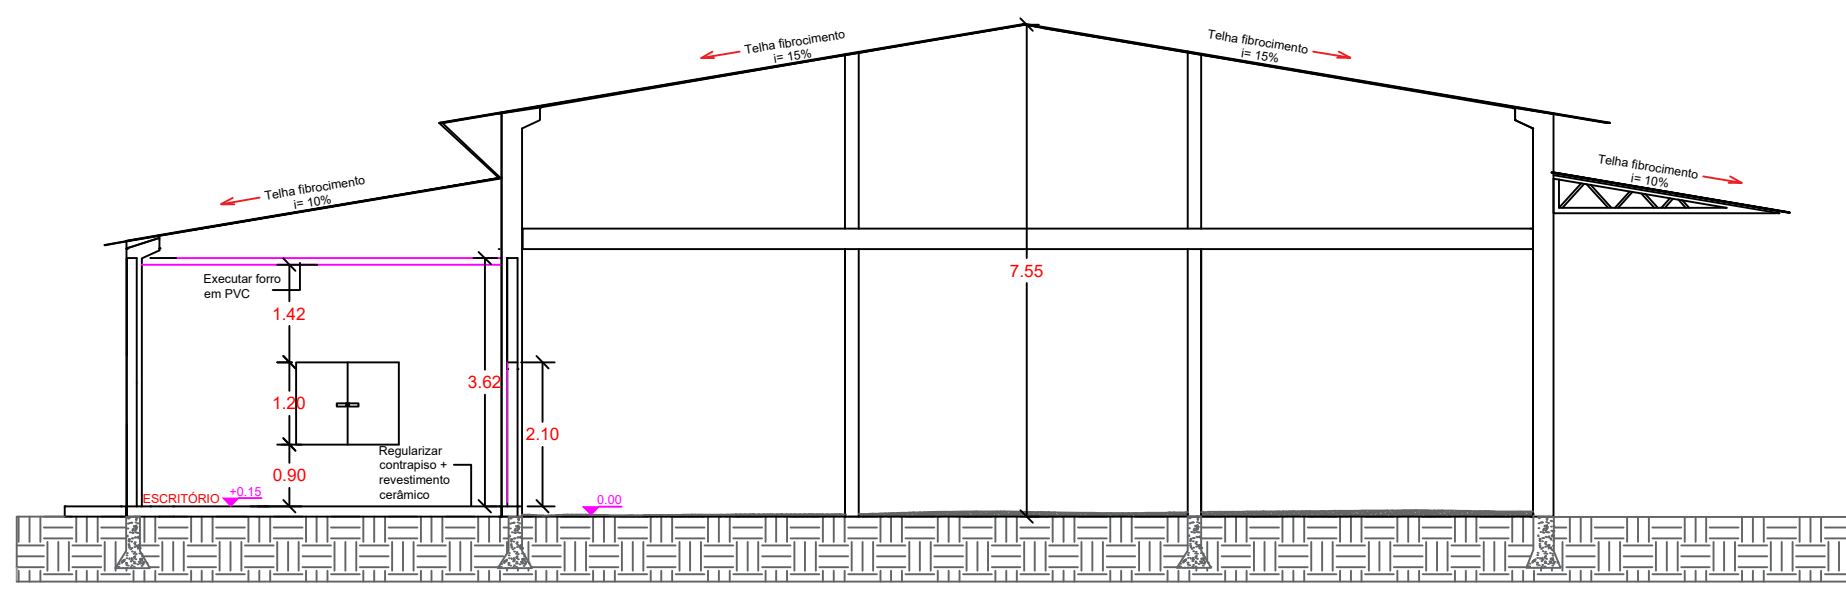 Telha fibrocimento
i= 15%
Telha fibrocimento
i= 15%
Telha fibrocimento
i= 10%
Telha fibrocimento
i= 10%
Executar forro
em PVC
7.55
1.42
3.62
1.20
2.10
0.90
Regularizar
contrapiso +
revestimento
cerâmico
ESCRITÓRIO
+0.15
0.00